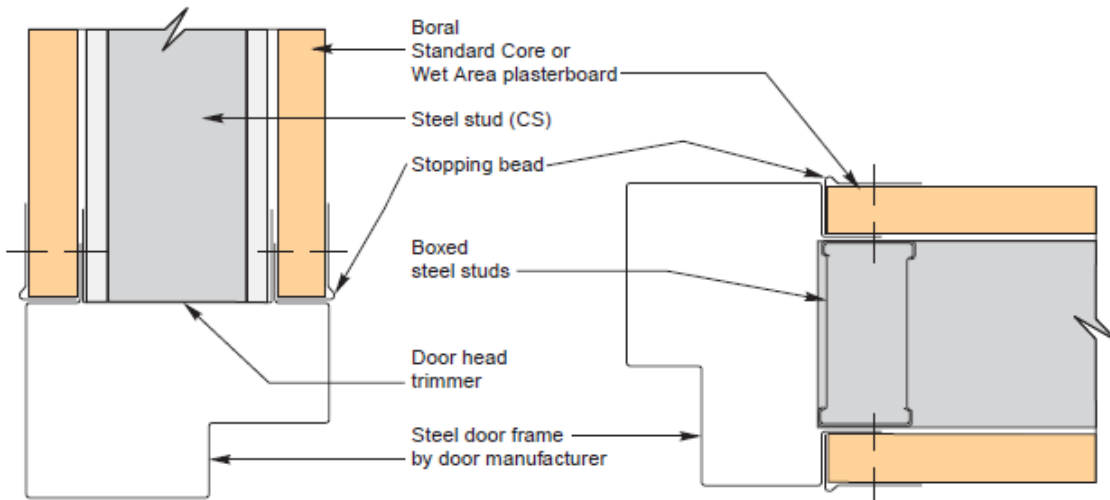 Boral
Standard Core or
Wet Area plasterboard
Steel stud (CS)
Stopping bead
Boxed
steel studs
Door head
trimmer
Steel door frame
by door manufacturer